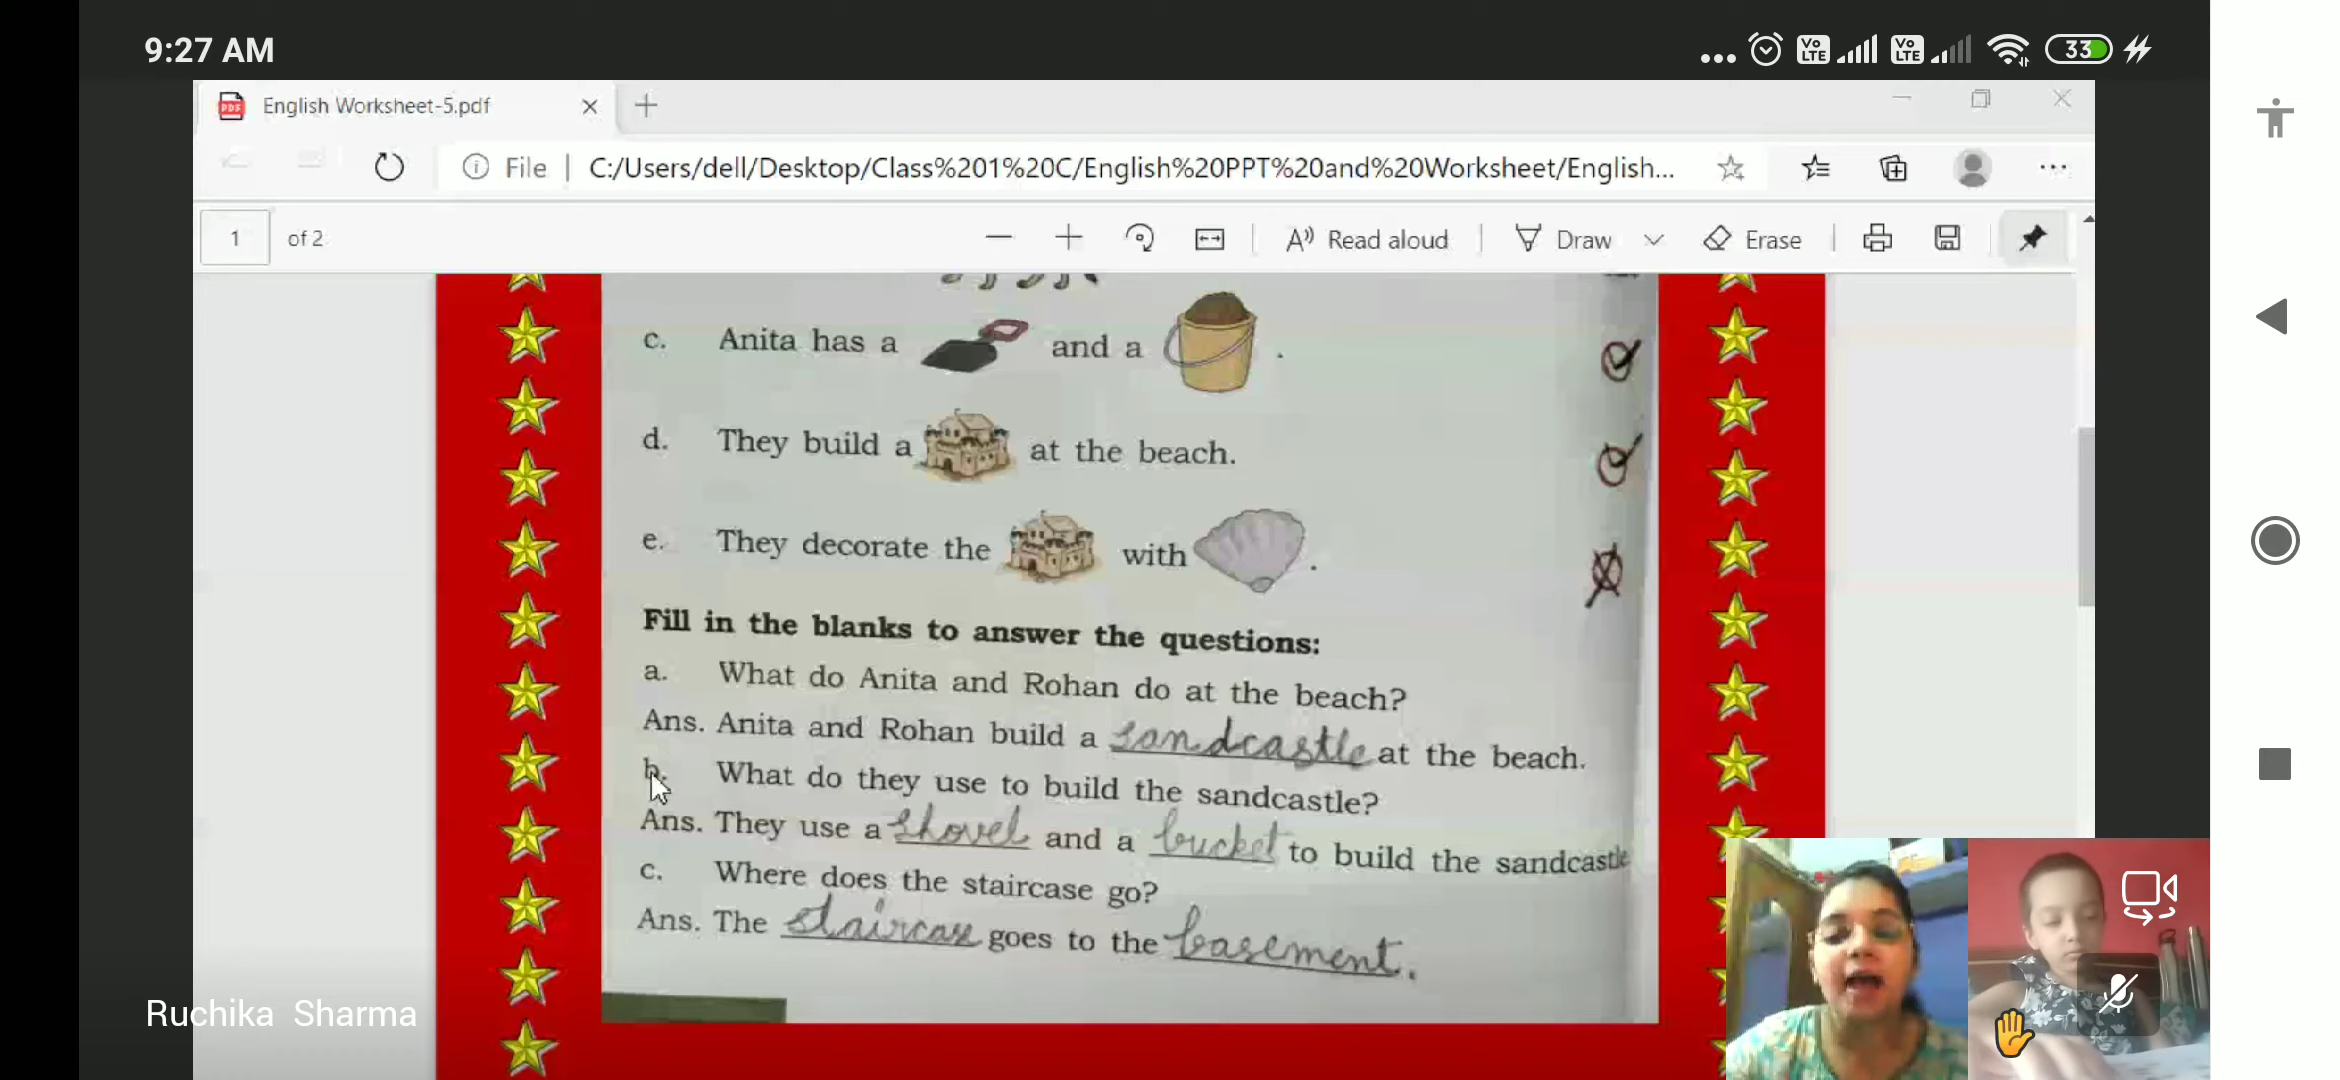 9:27 AM
Vo LTE Vo LTE 33
English Worksheet-5.pdf
File | C:/Users/dell/Desktop/Class%201%20C/English%20PPT%20and%20Worksheet/English...
1 of 2 Read aloud Draw Erase
c. Anita has a and a .
d. They build a at the beach.
e. They decorate the with .
Fill in the blanks to answer the questions:
a. What do Anita and Rohan do at the beach?
Ans. Anita and Rohan build a sandcastle at the beach.
b. What do they use to build the sandcastle?
Ans. They use a shovel and a bucket to build the sandcastle
c. Where does the staircase go?
Ans. The staircase goes to the basement.
Ruchika Sharma